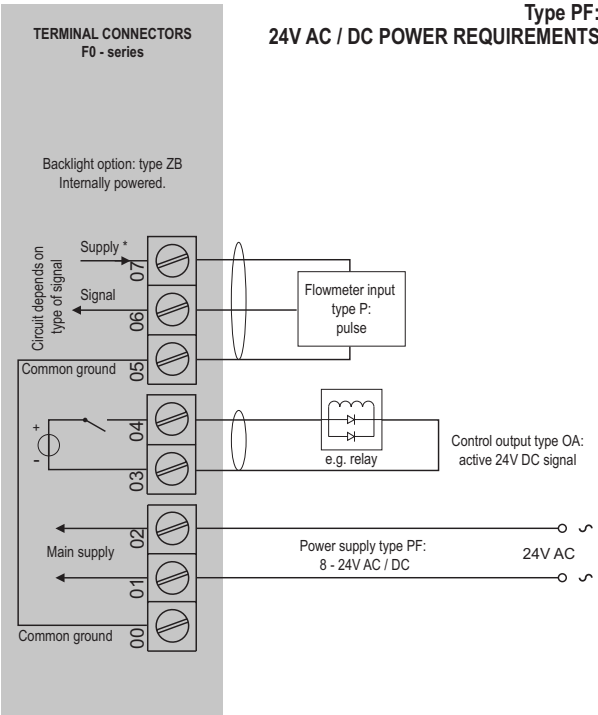 Type PF:
24V AC / DC POWER REQUIREMENTS
TERMINAL CONNECTORS
F0 - series
Backlight option: type ZB
Internally powered.
Circuit depends on
type of signal
Supply *
07
Signal
06
Flowmeter input
type P:
pulse
Common ground
05
+
-
04
03
e.g. relay
Control output type OA:
active 24V DC signal
02
Main supply
01
Power supply type PF:
8 - 24V AC / DC
24V AC
Common ground
00